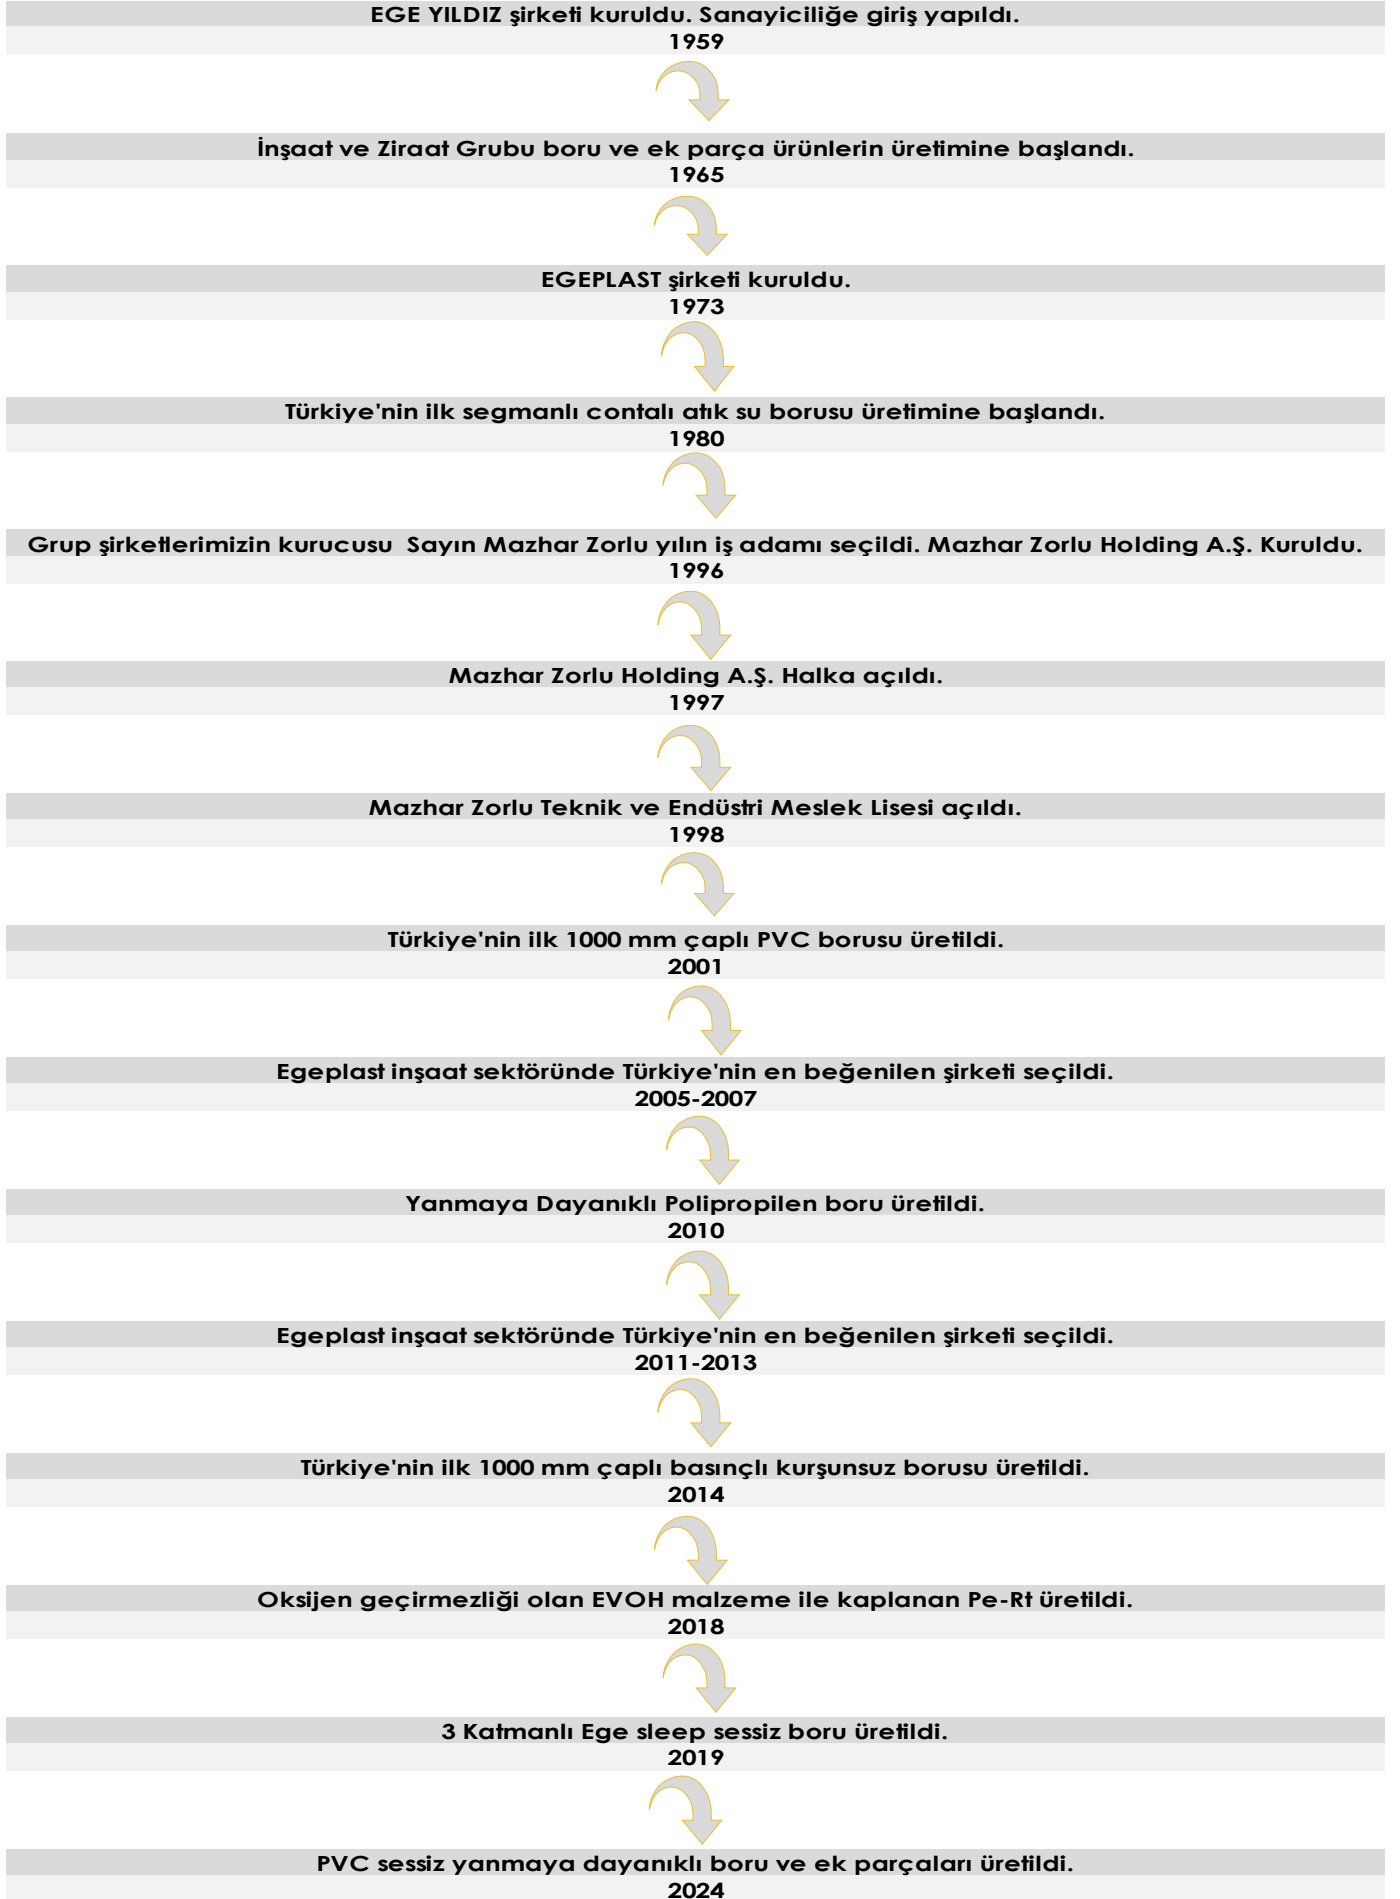 EGE YILDIZ şirketi kuruldu. Sanayiciliğe giriş yapıldı.
1959
İnşaat ve Ziraat Grubu boru ve ek parça ürünlerin üretimine başlandı.
1965
EGEPLAST şirketi kuruldu.
1973
Türkiye'nin ilk segmanlı contalı atık su borusu üretimine başlandı.
1980
Grup şirketlerimizin kurucusu  Sayın Mazhar Zorlu yılın iş adamı seçildi. Mazhar Zorlu Holding A.Ş. Kuruldu.
1996
Mazhar Zorlu Holding A.Ş. Halka açıldı.
1997
Mazhar Zorlu Teknik ve Endüstri Meslek Lisesi açıldı.
1998
Türkiye'nin ilk 1000 mm çaplı PVC borusu üretildi.
2001
Egeplast inşaat sektöründe Türkiye'nin en beğenilen şirketi seçildi.
2005-2007
Yanmaya Dayanıklı Polipropilen boru üretildi.
2010
Egeplast inşaat sektöründe Türkiye'nin en beğenilen şirketi seçildi.
2011-2013
Türkiye'nin ilk 1000 mm çaplı basınçlı kurşunsuz borusu üretildi.
2014
Oksijen geçirmezliği olan EVOH malzeme ile kaplanan Pe-Rt üretildi.
2018
3 Katmanlı Ege sleep sessiz boru üretildi.
2019
PVC sessiz yanmaya dayanıklı boru ve ek parçaları üretildi.
2024